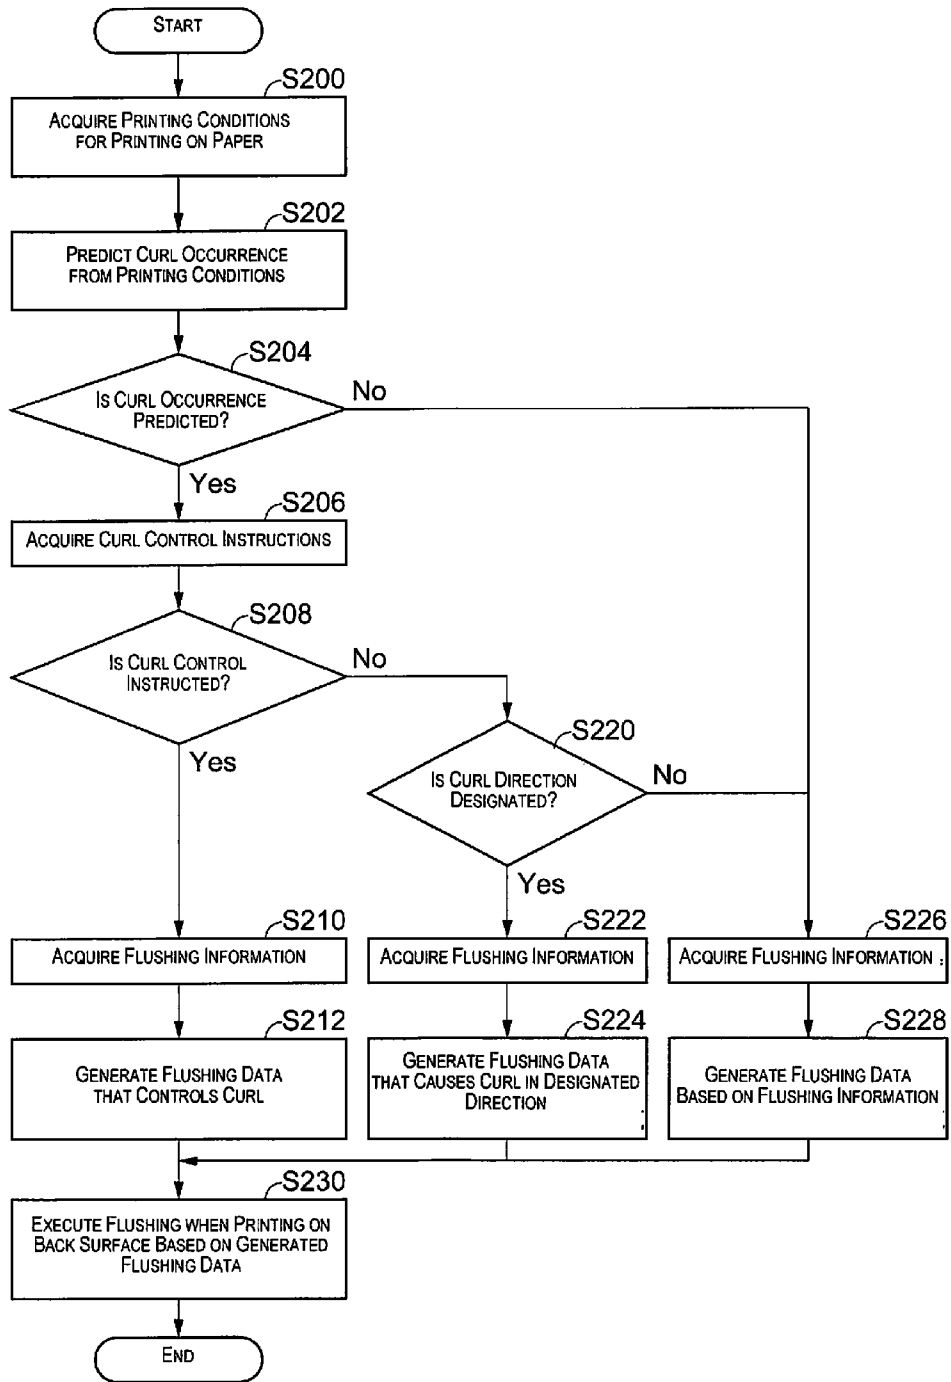 START
S200
ACQUIRE PRINTING CONDITIONS
FOR PRINTING ON PAPER
S202
PREDICT CURL OCCURRENCE
FROM PRINTING CONDITIONS
S204
IS CURL OCCURRENCE
PREDICTED?
No
Yes
S206
ACQUIRE CURL CONTROL INSTRUCTIONS
S208
IS CURL CONTROL
INSTRUCTED?
No
Yes
S220
IS CURL DIRECTION
DESIGNATED?
No
Yes
S210
ACQUIRE FLUSHING INFORMATION
S222
ACQUIRE FLUSHING INFORMATION
S226
ACQUIRE FLUSHING INFORMATION
S212
GENERATE FLUSHING DATA
THAT CONTROLS CURL
S224
GENERATE FLUSHING DATA
THAT CAUSES CURL IN DESIGNATED
DIRECTION
S228
GENERATE FLUSHING DATA
BASED ON FLUSHING INFORMATION
S230
EXECUTE FLUSHING WHEN PRINTING ON
BACK SURFACE BASED ON GENERATED
FLUSHING DATA
END